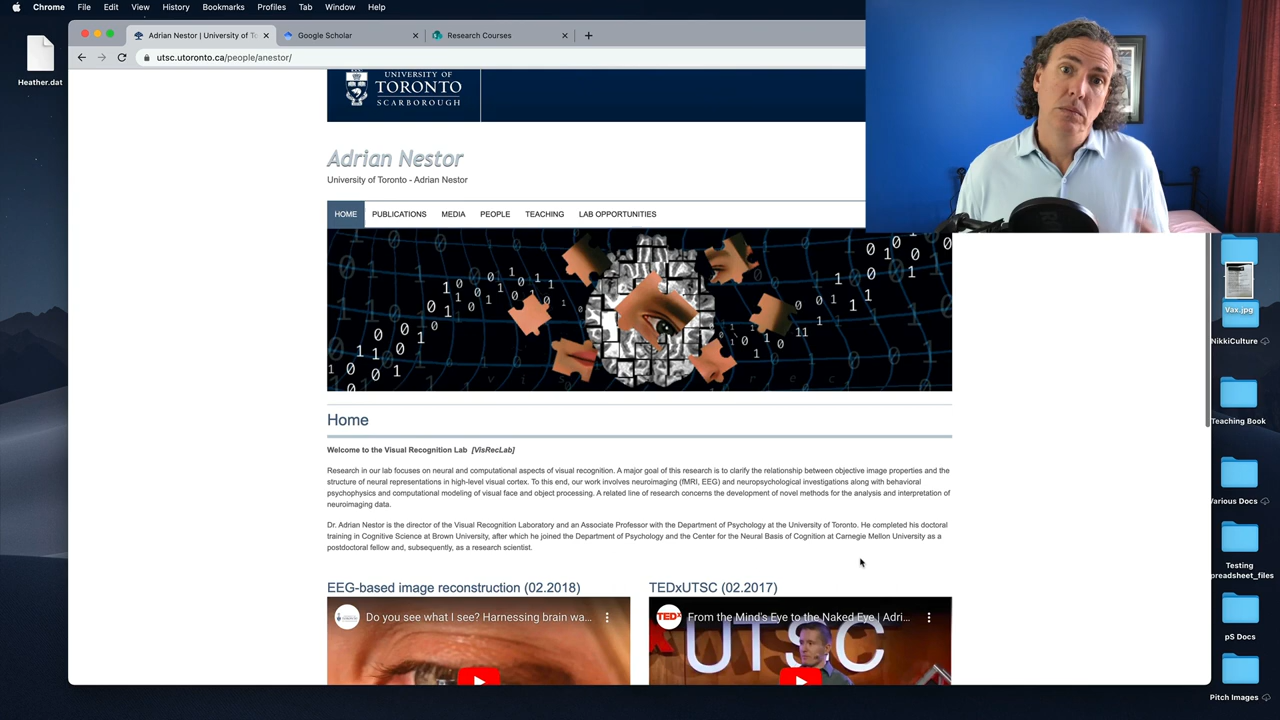 Chrome File Edit View History Bookmarks Profiles Tab Window Help
Adrian Nestor | University of To
Google Scholar
Research Courses
utsc.utoronto.ca/people/anestor/
Heather.dat
UNIVERSITY OF
TORONTO
SCARBOROUGH
Adrian Nestor
University of Toronto - Adrian Nestor
HOME PUBLICATIONS MEDIA PEOPLE TEACHING LAB OPPORTUNITIES
Home
Welcome to the Visual Recognition Lab [VisRecLab]
Research in our lab focuses on neural and computational aspects of visual recognition. A major goal of this research is to clarify the relationship between objective image properties and the
structure of neural representations in high-level visual cortex. To this end, our work involves neuroimaging (fMRI, EEG) and neuropsychological investigations along with behavioral
psychophysics and computational modeling of visual face and object processing. A related line of research concerns the development of novel methods for the analysis and interpretation of
neuroimaging data.
Dr. Adrian Nestor is the director of the Visual Recognition Laboratory and an Associate Professor with the Department of Psychology at the University of Toronto. He completed his doctoral
training in Cognitive Science at Brown University, after which he joined the Department of Psychology and the Center for the Neural Basis of Cognition at Carnegie Mellon University as a
postdoctoral fellow and, subsequently, as a research scientist.
EEG-based image reconstruction (02.2018)
Do you see what I see? Harnessing brain wa...
TEDxUTSC (02.2017)
TEDx
From the Mind's Eye to the Naked Eye | Adri...
UTSC
Vax.jpg
NikkiCulture
Teaching Book
Various Docs
Testing
preadsheet_files
pS Docs
Pitch Images